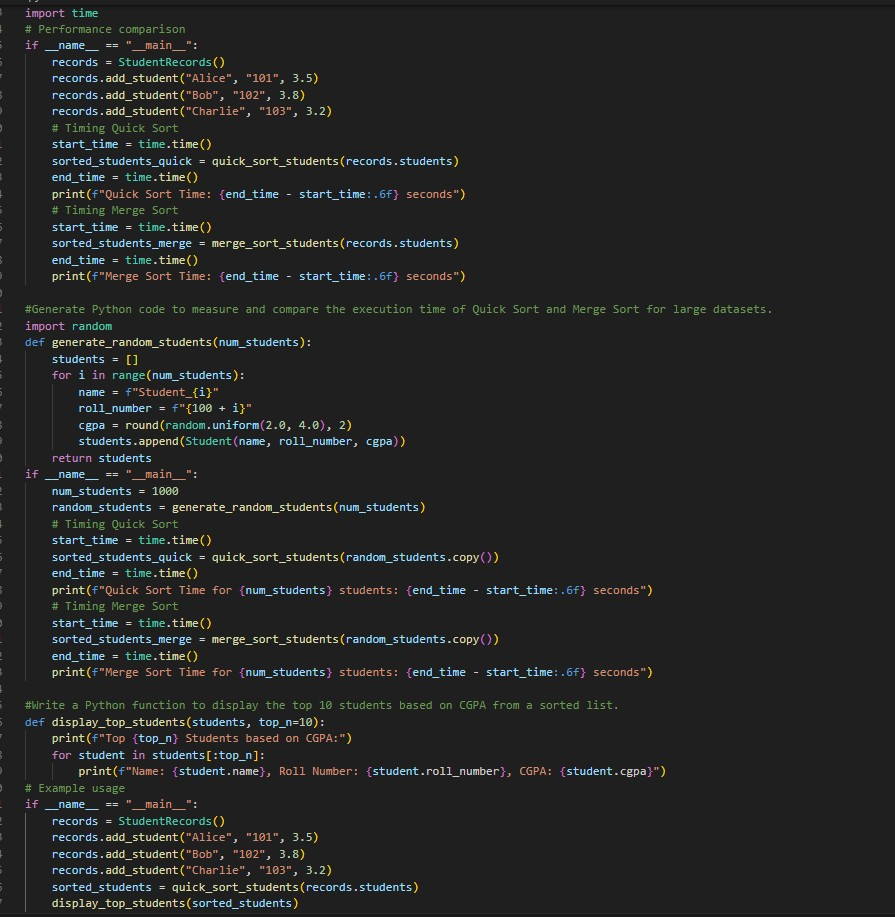 import time
# Performance comparison
if __name__ == "__main__":
    records = StudentRecords()
    records.add_student("Alice", "101", 3.5)
    records.add_student("Bob", "102", 3.8)
    records.add_student("Charlie", "103", 3.2)
    # Timing Quick Sort
    start_time = time.time()
    sorted_students_quick = quick_sort_students(records.students)
    end_time = time.time()
    print(f"Quick Sort Time: {end_time - start_time:.6f} seconds")
    # Timing Merge Sort
    start_time = time.time()
    sorted_students_merge = merge_sort_students(records.students)
    end_time = time.time()
    print(f"Merge Sort Time: {end_time - start_time:.6f} seconds")

#Generate Python code to measure and compare the execution time of Quick Sort and Merge Sort for large datasets.
import random
def generate_random_students(num_students):
    students = []
    for i in range(num_students):
        name = f"Student_{i}"
        roll_number = f"{100 + i}"
        cgpa = round(random.uniform(2.0, 4.0), 2)
        students.append(Student(name, roll_number, cgpa))
    return students
if __name__ == "__main__":
    num_students = 1000
    random_students = generate_random_students(num_students)
    # Timing Quick Sort
    start_time = time.time()
    sorted_students_quick = quick_sort_students(random_students.copy())
    end_time = time.time()
    print(f"Quick Sort Time for {num_students} students: {end_time - start_time:.6f} seconds")
    # Timing Merge Sort
    start_time = time.time()
    sorted_students_merge = merge_sort_students(random_students.copy())
    end_time = time.time()
    print(f"Merge Sort Time for {num_students} students: {end_time - start_time:.6f} seconds")

#Write a Python function to display the top 10 students based on CGPA from a sorted list.
def display_top_students(students, top_n=10):
    print(f"Top {top_n} Students based on CGPA:")
    for student in students[:top_n]:
        print(f"Name: {student.name}, Roll Number: {student.roll_number}, CGPA: {student.cgpa}")
# Example usage
if __name__ == "__main__":
    records = StudentRecords()
    records.add_student("Alice", "101", 3.5)
    records.add_student("Bob", "102", 3.8)
    records.add_student("Charlie", "103", 3.2)
    sorted_students = quick_sort_students(records.students)
    display_top_students(sorted_students)